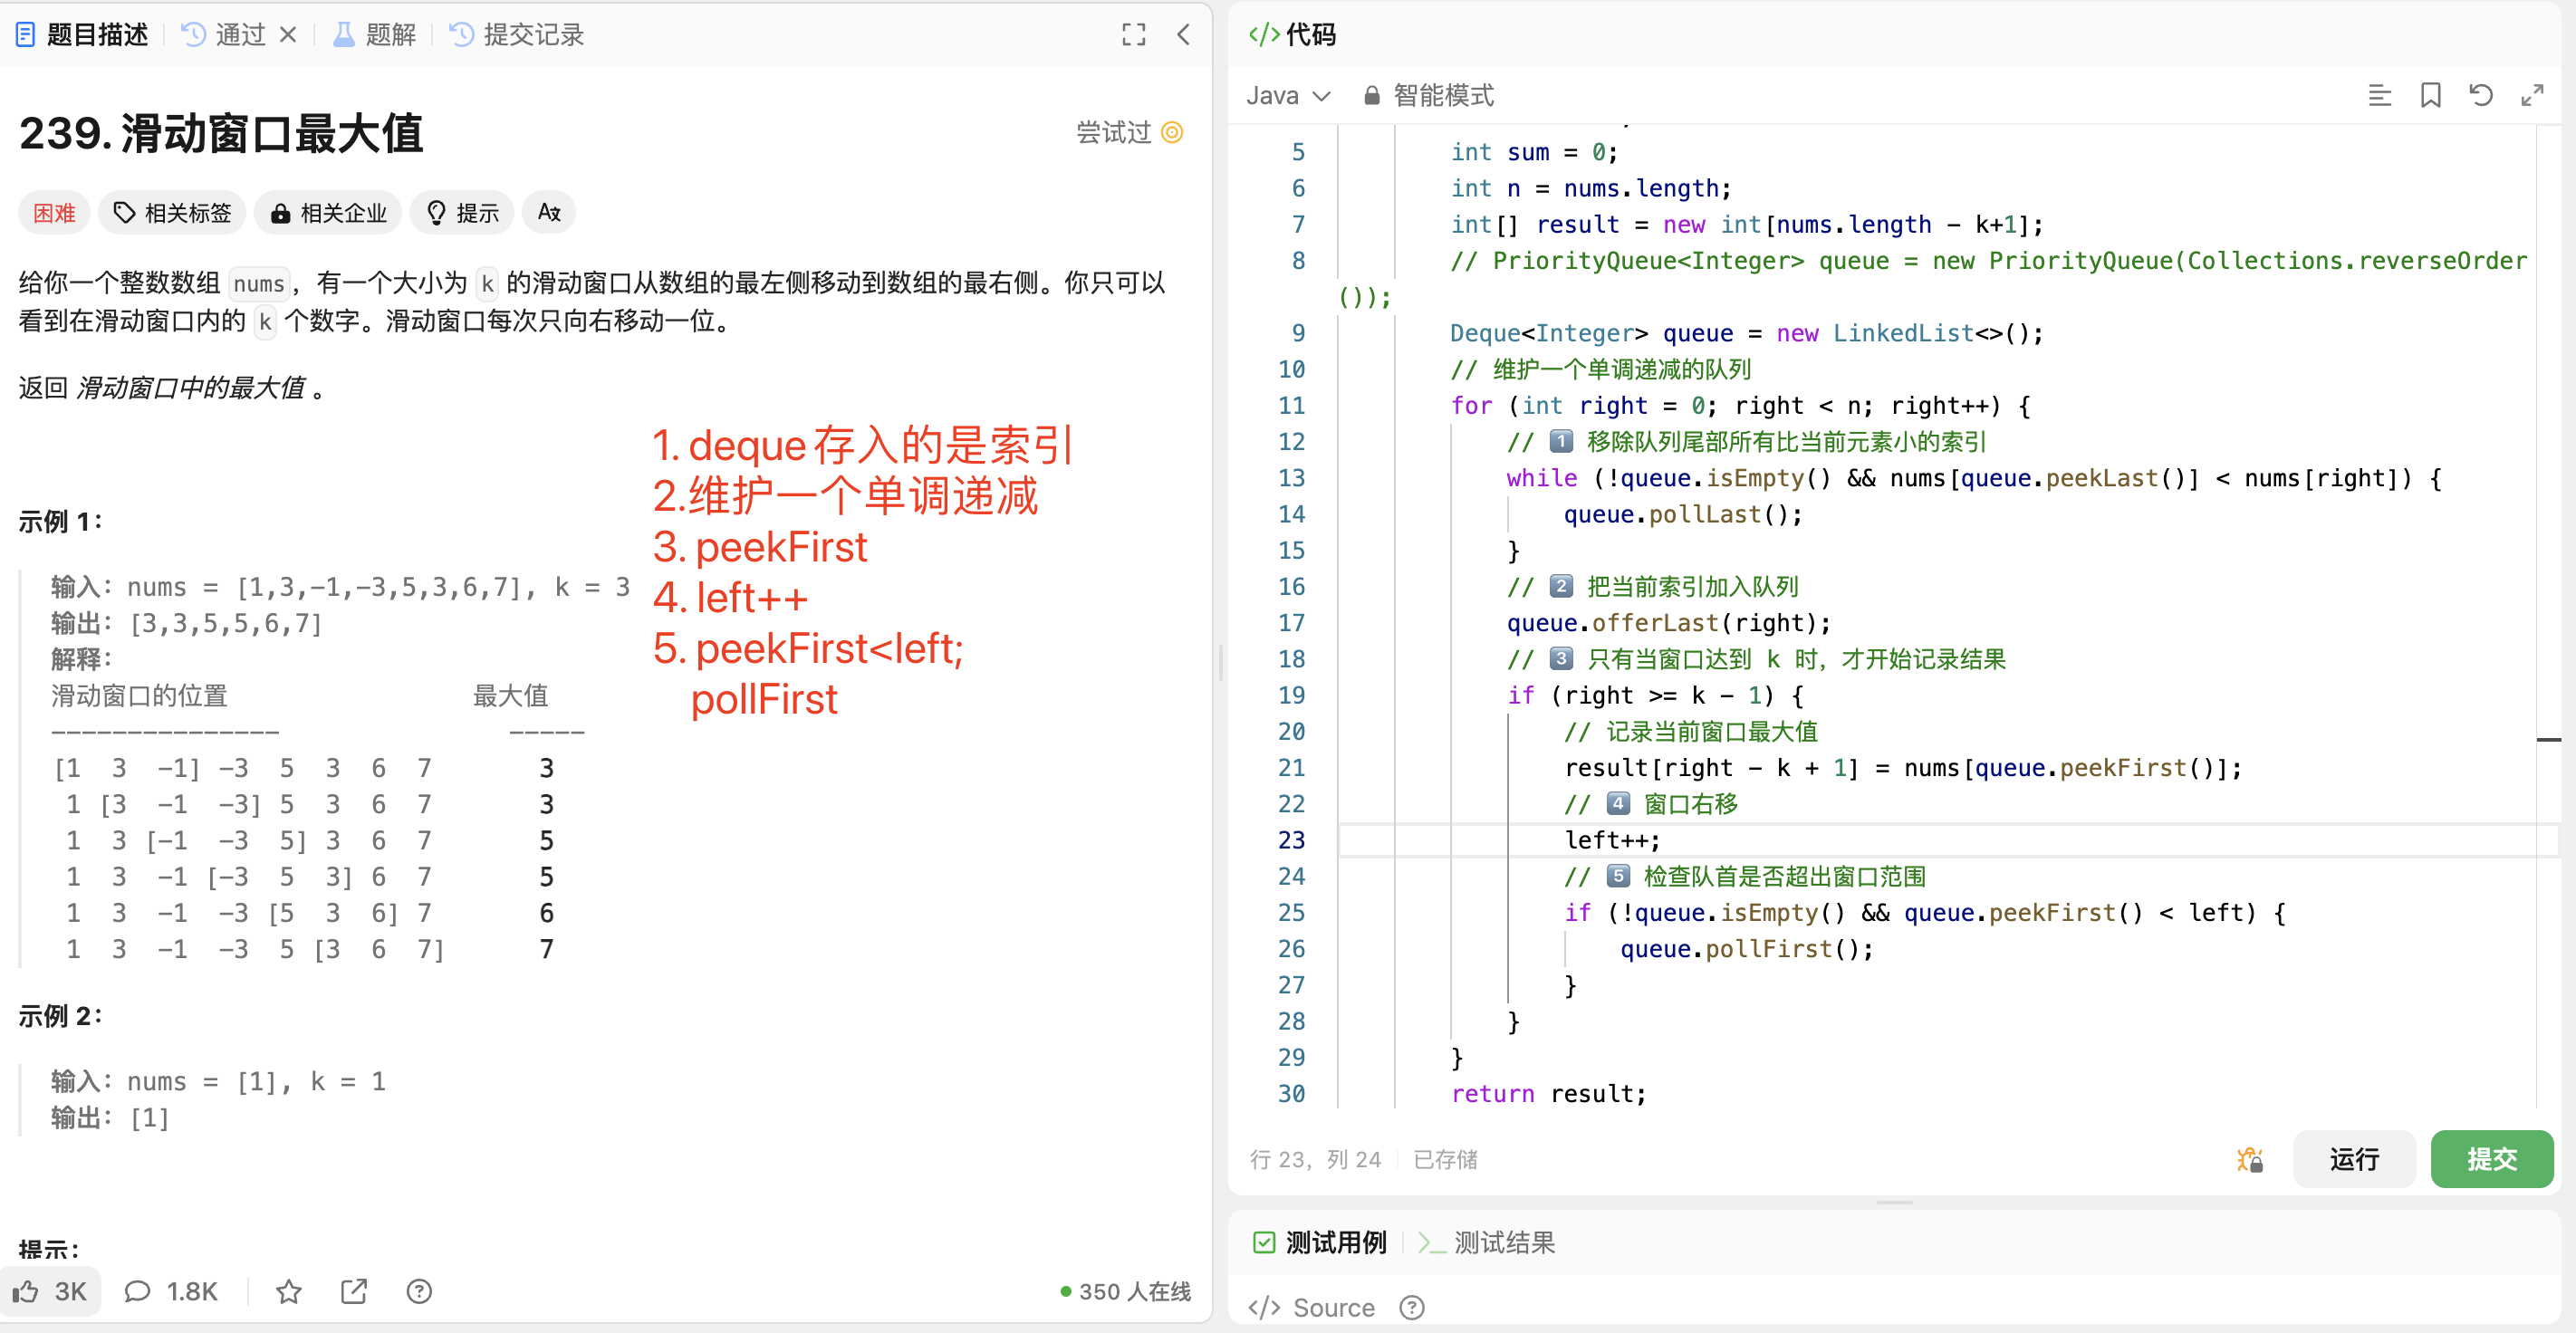 题目描述 通过 题解 提交记录
239. 滑动窗口最大值
尝试过
困难 相关标签 相关企业 提示
给你一个整数数组 nums，有一个大小为 k 的滑动窗口从数组的最左侧移动到数组的最右侧。你只可以
看到在滑动窗口内的 k 个数字。滑动窗口每次只向右移动一位。
返回 滑动窗口中的最大值 。
1. deque 存入的是索引
2.维护一个单调递减
3. peekFirst
4. left++
5. peekFirst<left;
pollFirst
示例 1：
输入：nums = [1,3,-1,-3,5,3,6,7], k = 3
输出：[3,3,5,5,6,7]
解释：
滑动窗口的位置 最大值
--------------- -----
[1 3 -1] -3 5 3 6 7 3
1 [3 -1 -3] 5 3 6 7 3
1 3 [-1 -3 5] 3 6 7 5
1 3 -1 [-3 5 3] 6 7 5
1 3 -1 -3 [5 3 6] 7 6
1 3 -1 -3 5 [3 6 7] 7
示例 2：
输入：nums = [1], k = 1
输出：[1]
提示：
3K 1.8K 350 人在线
</> 代码
Java 智能模式
5 int sum = 0;
6 int n = nums.length;
7 int[] result = new int[nums.length - k+1];
8 // PriorityQueue<Integer> queue = new PriorityQueue(Collections.reverseOrder
());
9 Deque<Integer> queue = new LinkedList<>();
10 // 维护一个单调递减的队列
11 for (int right = 0; right < n; right++) {
12 // 1️⃣ 移除队列尾部所有比当前元素小的索引
13 while (!queue.isEmpty() && nums[queue.peekLast()] < nums[right]) {
14 queue.pollLast();
15 }
16 // 2️⃣ 把当前索引加入队列
17 queue.offerLast(right);
18 // 3️⃣ 只有当窗口达到 k 时，才开始记录结果
19 if (right >= k - 1) {
20 // 记录当前窗口最大值
21 result[right - k + 1] = nums[queue.peekFirst()];
22 // 4️⃣ 窗口右移
23 left++;
24 // 5️⃣ 检查队首是否超出窗口范围
25 if (!queue.isEmpty() && queue.peekFirst() < left) {
26 queue.pollFirst();
27 }
28 }
29 }
30 return result;
行 23，列 24 已存储
运行 提交
测试用例 >_ 测试结果
</> Source